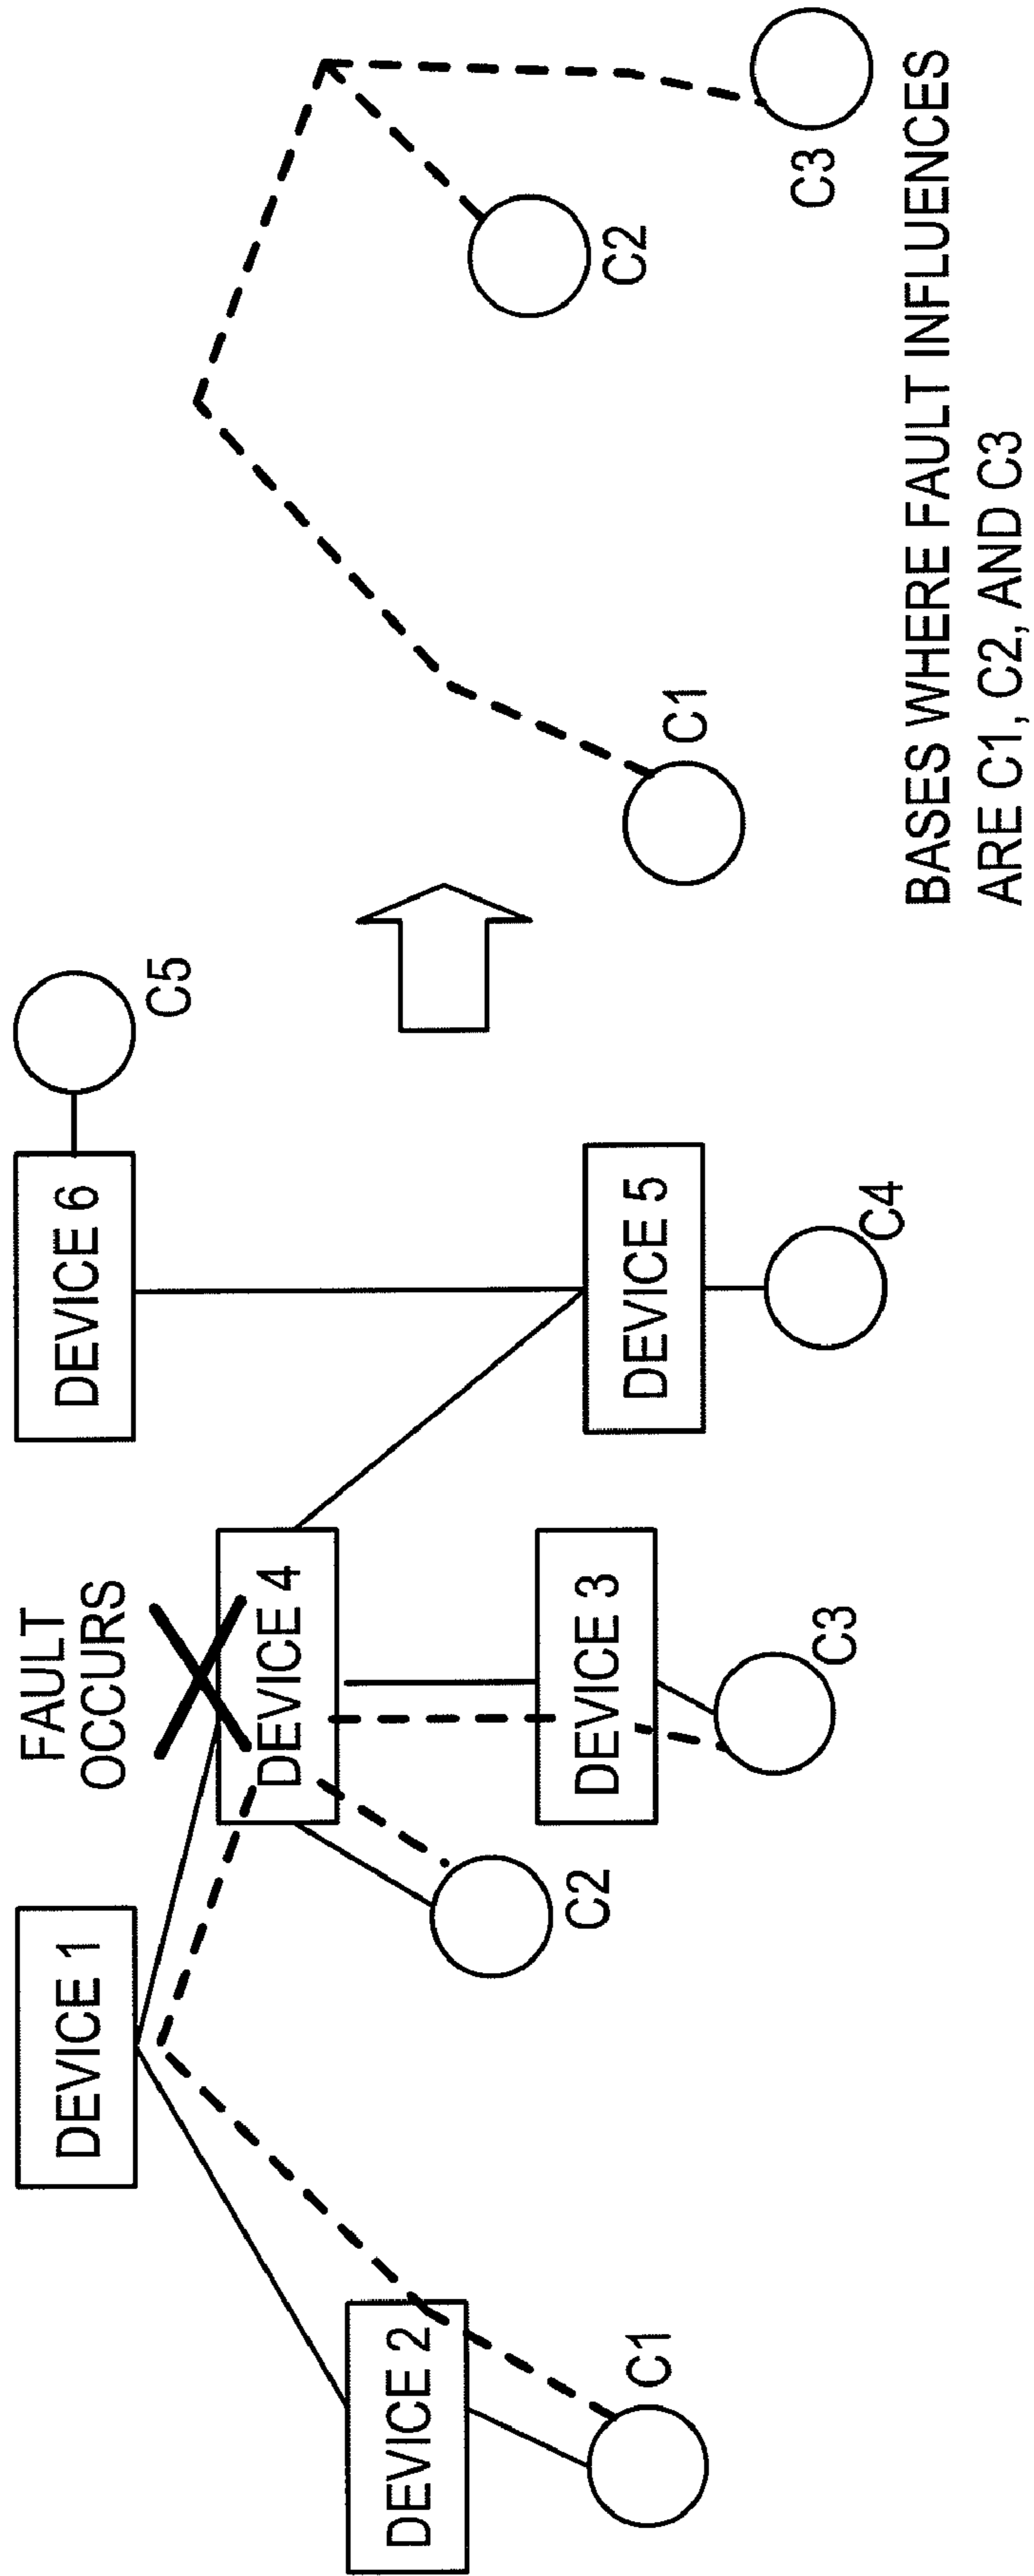 FAULT
OCCURS
DEVICE 1
DEVICE 6
C5
DEVICE 4
DEVICE 2
C2
DEVICE 3
DEVICE 5
C1
C3
C4
C1
C2
C3
BASES WHERE FAULT INFLUENCES
ARE C1, C2, AND C3